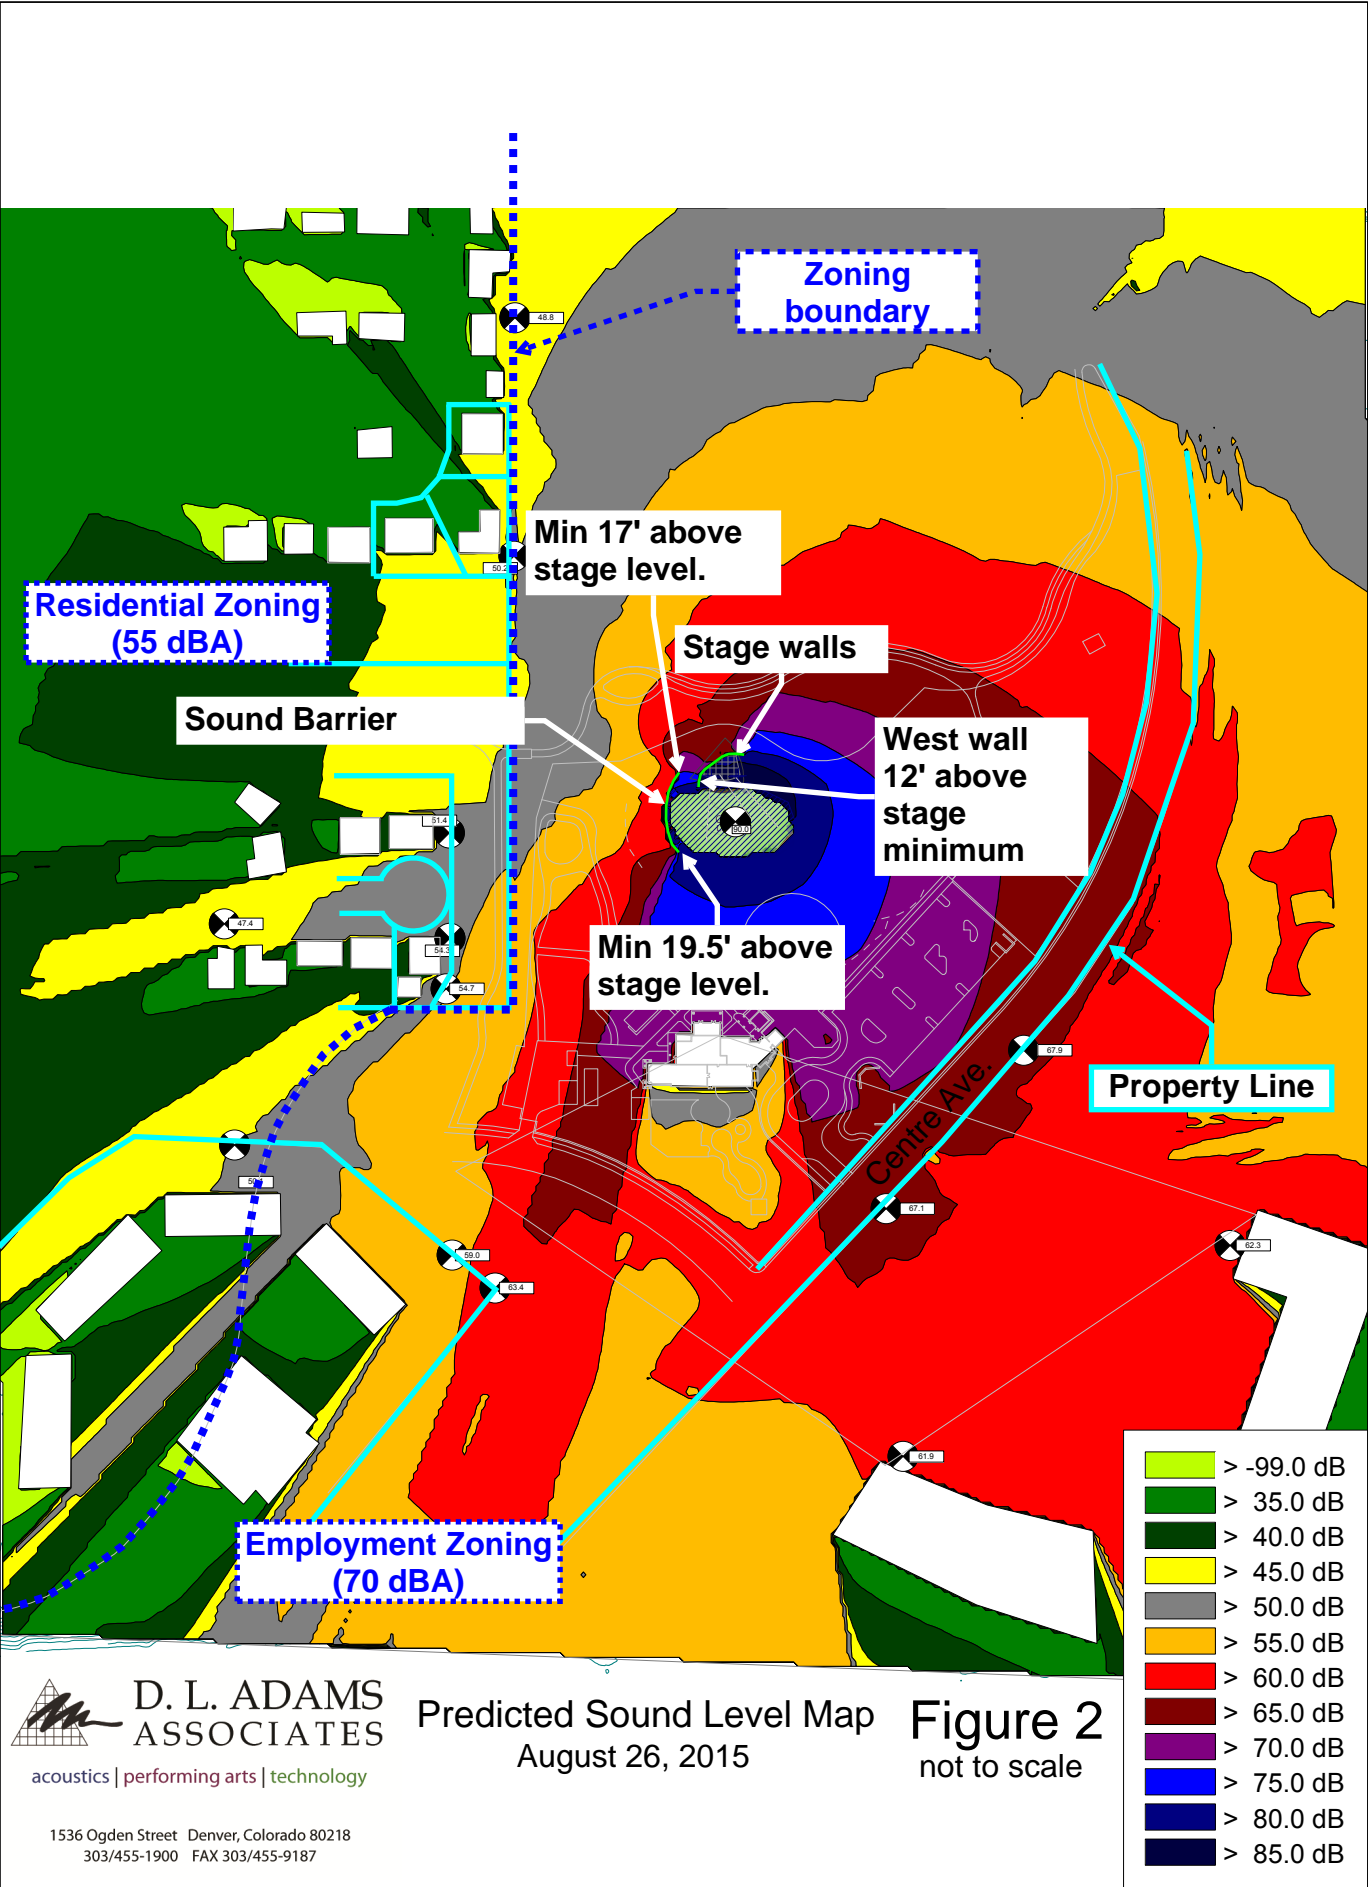 Zoning
boundary
48.8
Min 17' above
stage level.
Residential Zoning
(55 dBA)
Stage walls
Sound Barrier
West wall
12' above
stage
minimum
51.4
90.0
47.4
Min 19.5' above
stage level.
54.7
67.9
Property Line
Centre Ave.
67.1
59.0
62.3
63.4
61.9
Employment Zoning
(70 dBA)
> -99.0 dB
> 35.0 dB
> 40.0 dB
> 45.0 dB
> 50.0 dB
> 55.0 dB
> 60.0 dB
> 65.0 dB
> 70.0 dB
> 75.0 dB
> 80.0 dB
> 85.0 dB
D. L. ADAMS
ASSOCIATES
acoustics | performing arts | technology
1536 Ogden Street Denver, Colorado 80218
303/455-1900 FAX 303/455-9187
Predicted Sound Level Map
August 26, 2015
Figure 2
not to scale